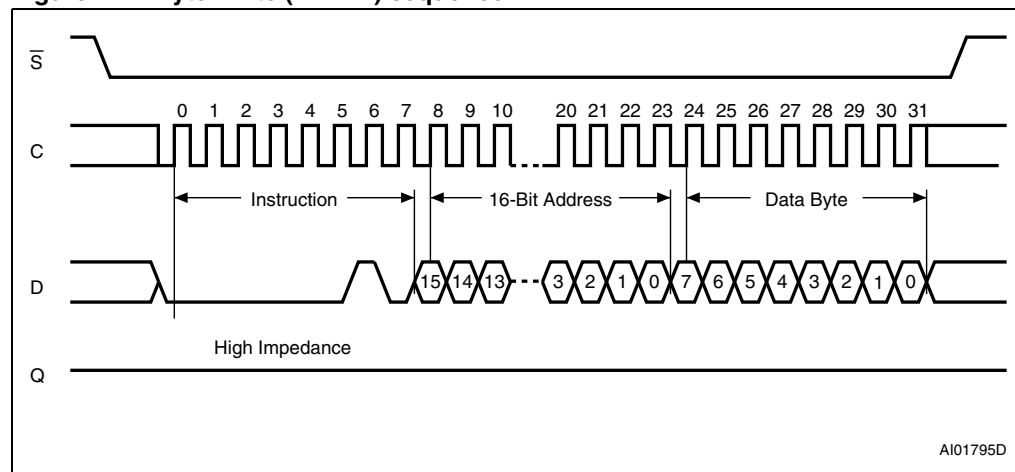 S
0 1 2 3 4 5 6 7 8 9 10 20 21 22 23 24 25 26 27 28 29 30 31
C
Instruction 16-Bit Address Data Byte
D 15 14 13 3 2 1 0 7 6 5 4 3 2 1 0
High Impedance
Q
AI01795D